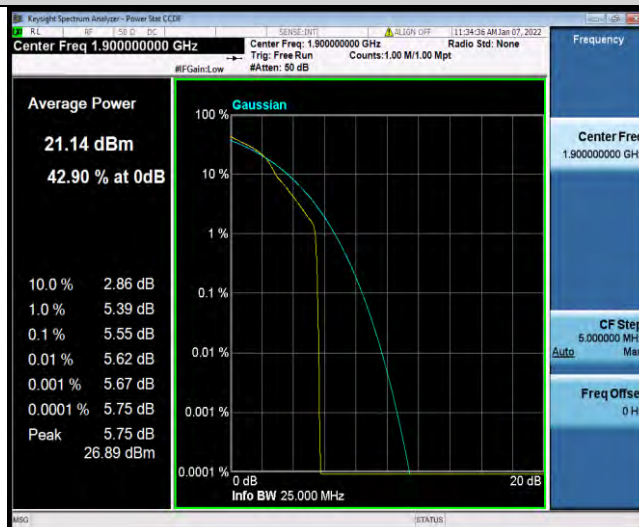 Keysight Spectrum Analyzer - Power Stat CCDF
RL RF 50 Ω DC SENSE:INT ALIGN OFF 11:34:36 AM Jan 07, 2022
Center Freq 1.900000000 GHz
Center Freq: 1.900000000 GHz Radio Std: None
Trig: Free Run Counts:1.00 M/1.00 Mpt
#IFGain:Low #Atten: 50 dB
Frequency
Average Power
21.14 dBm
42.90 % at 0dB
10.0 % 2.86 dB
1.0 % 5.39 dB
0.1 % 5.55 dB
0.01 % 5.62 dB
0.001 % 5.67 dB
0.0001 % 5.75 dB
Peak 5.75 dB
26.89 dBm
Gaussian
100 %
10 %
1 %
0.1 %
0.01 %
0.001 %
0.0001 %
0 dB 20 dB
Info BW 25.000 MHz
Center Fre
1.900000000 GH
CF Step
5.000000 MH
Auto Ma
Freq Offse
0 H
MSG STATUS